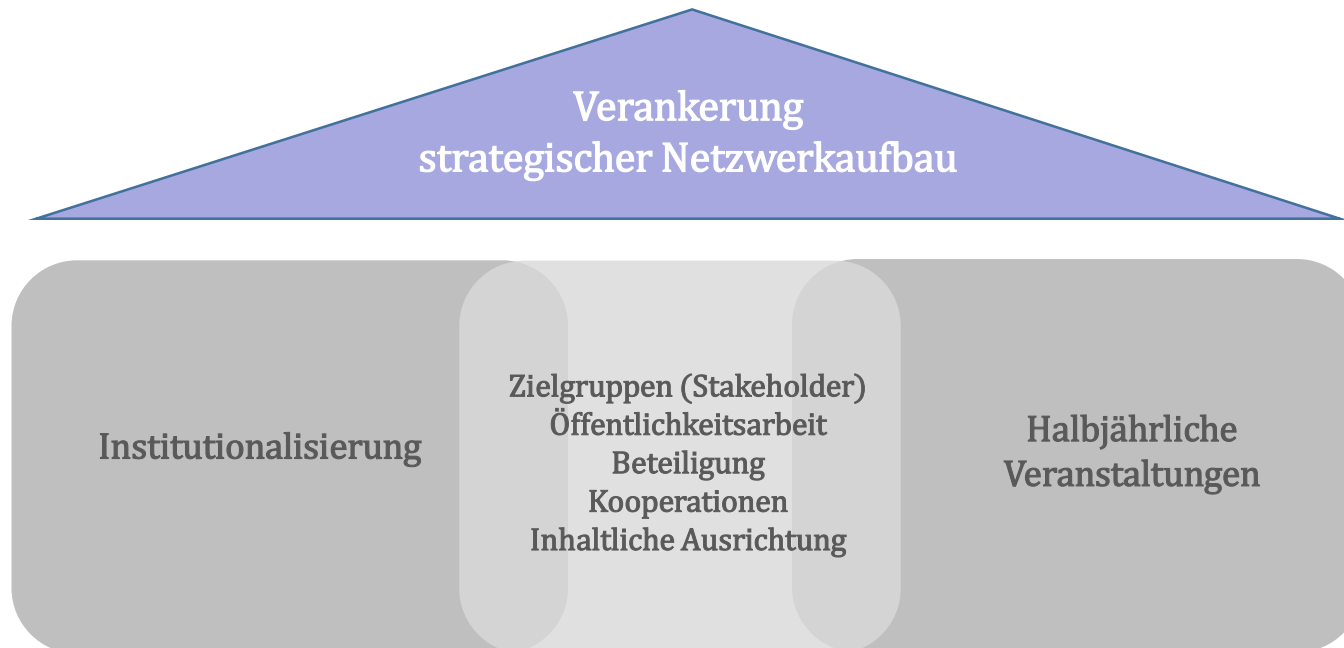 Verankerung
strategischer Netzwerkaufbau
Institutionalisierung
Zielgruppen (Stakeholder)
Öffentlichkeitsarbeit
Beteiligung
Kooperationen
Inhaltliche Ausrichtung
Halbjährliche
Veranstaltungen